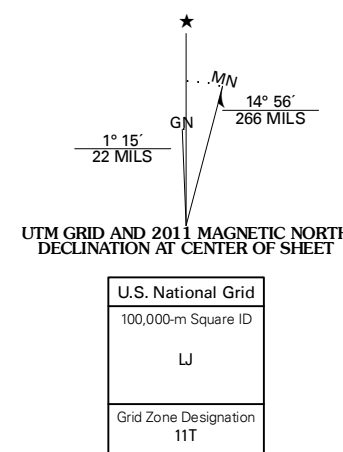 MN
14° 56´
266 MILS
GN
1° 15´
22 MILS
UTM GRID AND 2011 MAGNETIC NORTH
DECLINATION AT CENTER OF SHEET
U.S. National Grid
100,000-m Square ID
LJ
Grid Zone Designation
11T